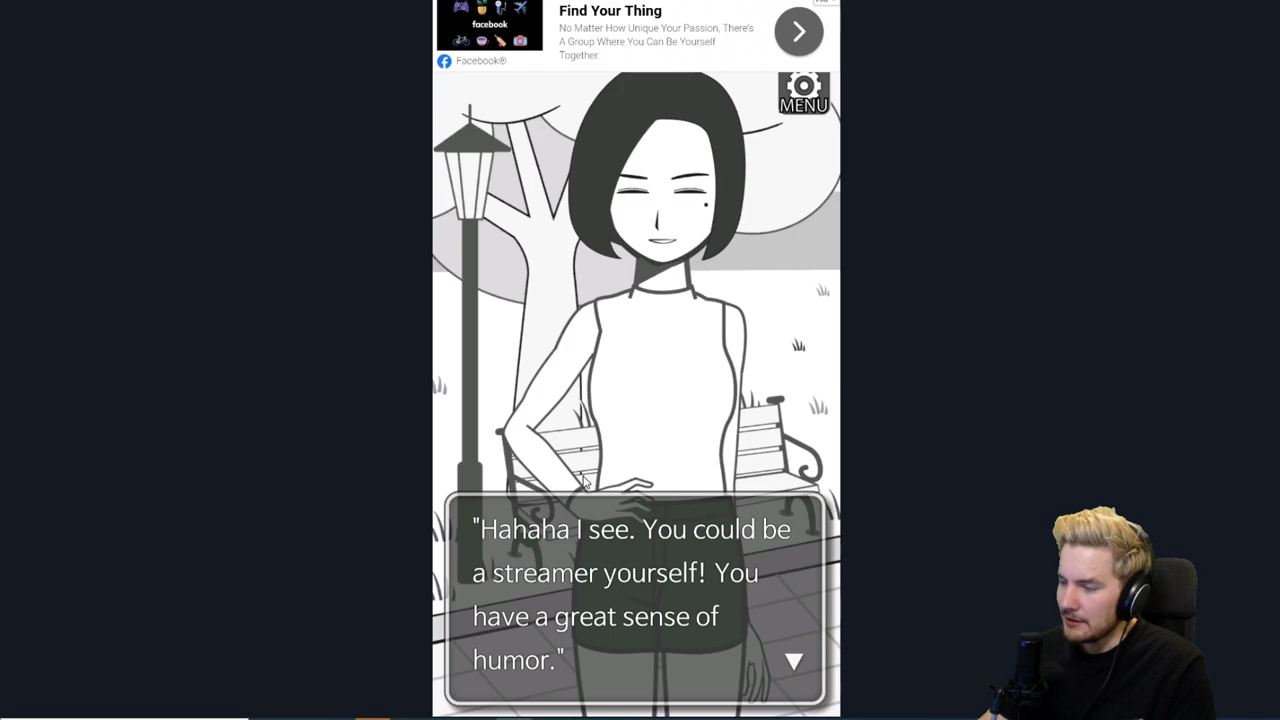 Find Your Thing
No Matter How Unique Your Passion, There's
A Group Where You Can Be Yourself
Together.
facebook
Facebook®
MENU
"Hahaha I see. You could be
a streamer yourself! You
have a great sense of
humor."